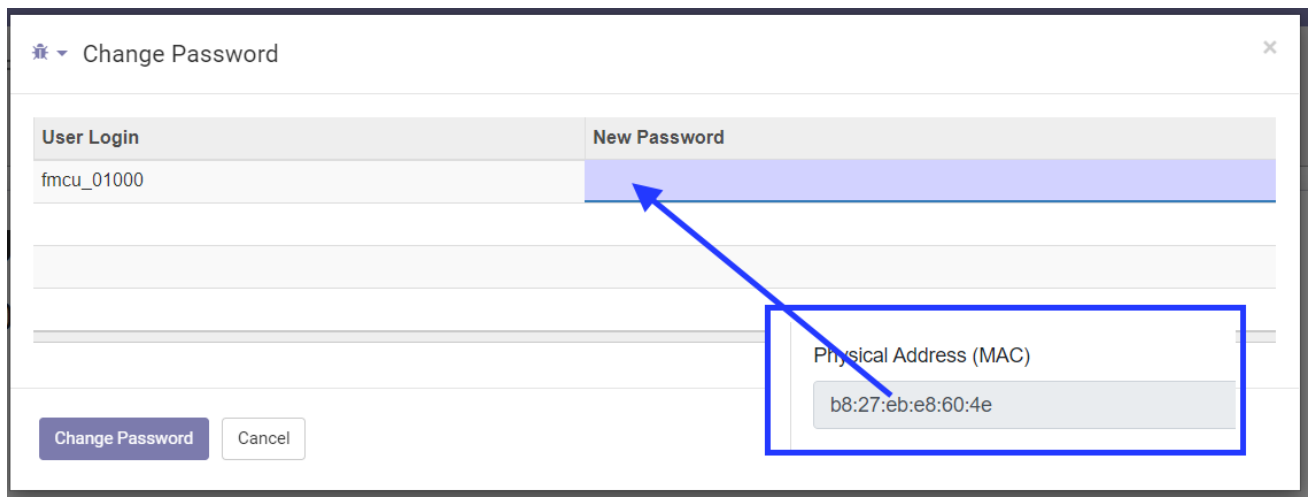 Change Password
User Login New Password
fmcu_01000
Physical Address (MAC)
b8:27:eb:e8:60:4e
Change Password Cancel